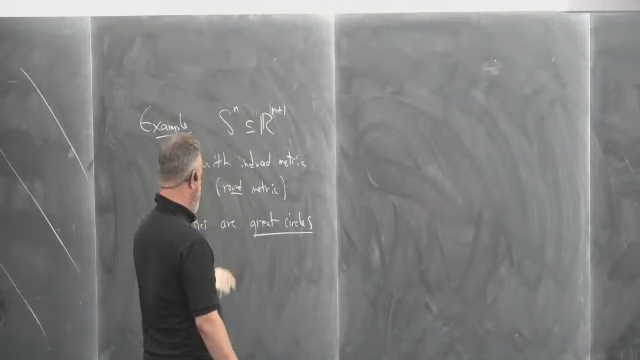 Example Sⁿ ⊆ ℝⁿ⁺¹
with induced metric
(round metric)
are great circles